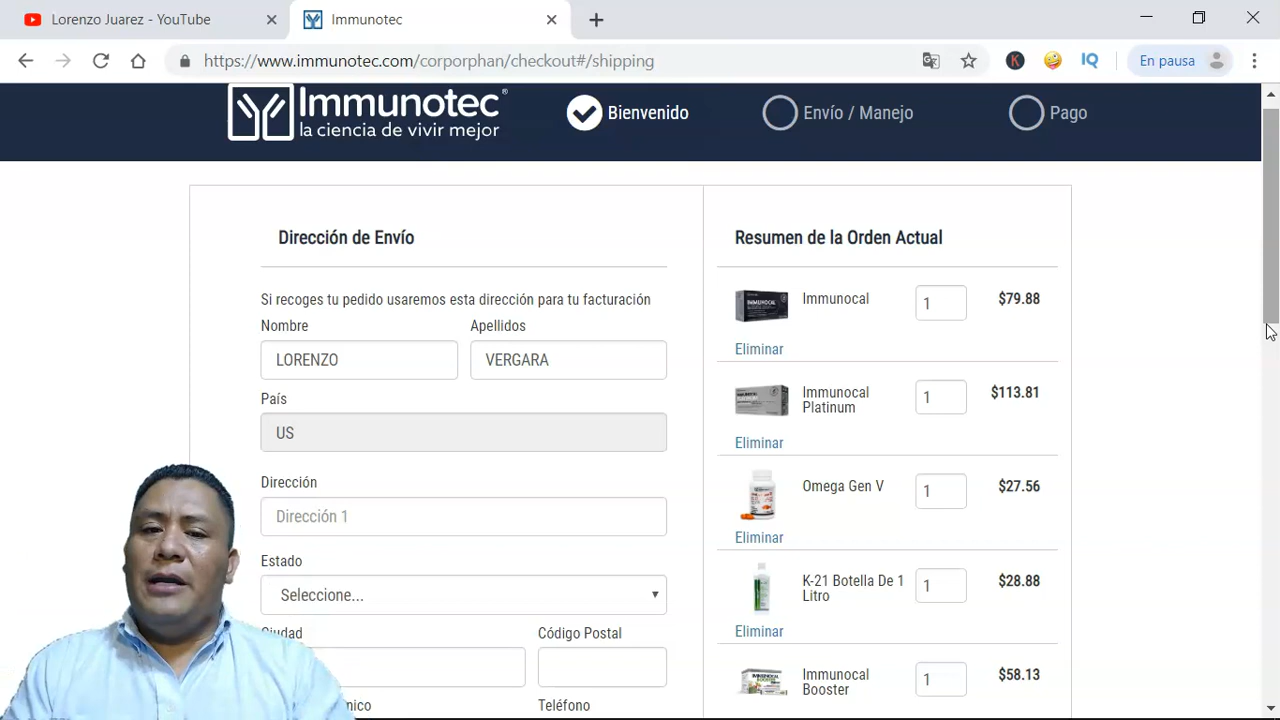 Lorenzo Juarez - YouTube
Immunotec
https://www.immunotec.com/corporphan/checkout#/shipping
K
IQ
En pausa
Immunotec®
la ciencia de vivir mejor
Bienvenido
Envío / Manejo
Pago
Dirección de Envío
Si recoges tu pedido usaremos esta dirección para tu facturación
Nombre
Apellidos
LORENZO
VERGARA
País
US
Dirección
Dirección 1
Estado
Seleccione...
Ciudad
Código Postal
nico
Teléfono
Resumen de la Orden Actual
IMMUNOCAL
Immunocal
1
$79.88
Eliminar
Immunocal
Platinum
1
$113.81
Eliminar
Omega Gen V
1
$27.56
Eliminar
K-21 Botella De 1
Litro
1
$28.88
Eliminar
Immunocal
Booster
1
$58.13